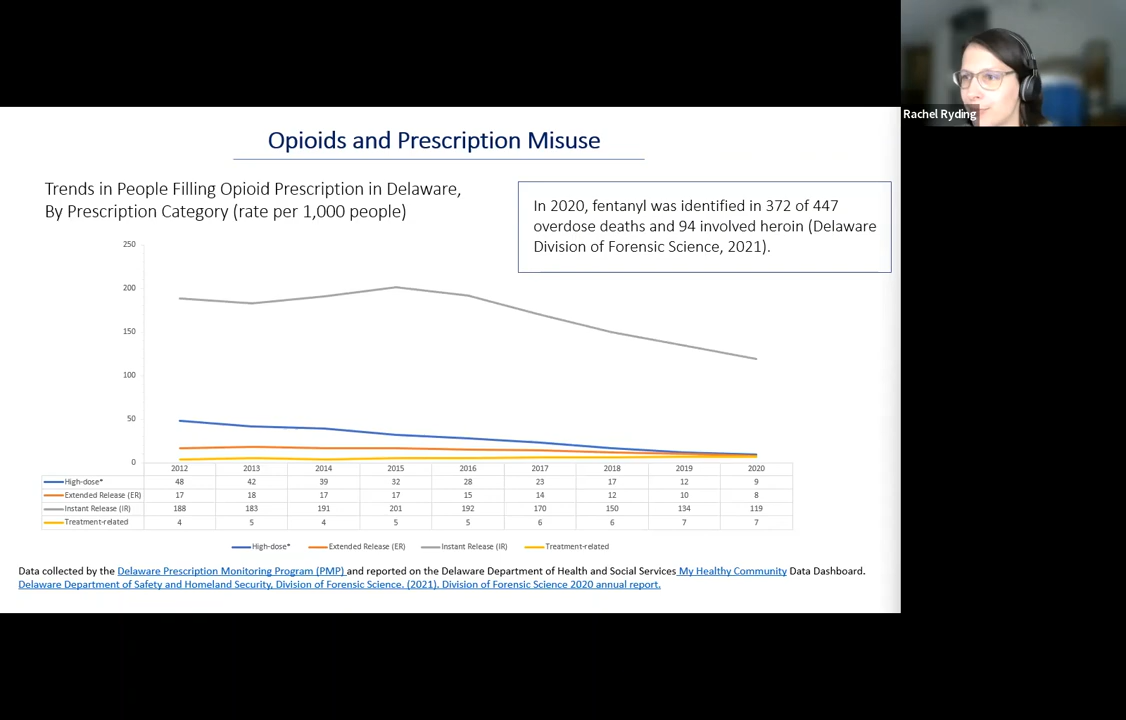 Rachel Ryding
Opioids and Prescription Misuse
Trends in People Filling Opioid Prescription in Delaware,
By Prescription Category (rate per 1,000 people)
In 2020, fentanyl was identified in 372 of 447
overdose deaths and 94 involved heroin (Delaware
Division of Forensic Science, 2021).
250
200
150
100
50
0
2012 2013 2014 2015 2016 2017 2018 2019 2020
High-dose* 48 42 39 32 28 23 17 12 9
Extended Release (ER) 17 18 17 17 15 14 12 10 8
Instant Release (IR) 188 183 191 201 192 170 150 134 119
Treatment-related 4 5 4 5 5 6 6 7 7
High-dose* Extended Release (ER) Instant Release (IR) Treatment-related
Data collected by the Delaware Prescription Monitoring Program (PMP) and reported on the Delaware Department of Health and Social Services My Healthy Community Data Dashboard.
Delaware Department of Safety and Homeland Security, Division of Forensic Science. (2021). Division of Forensic Science 2020 annual report.